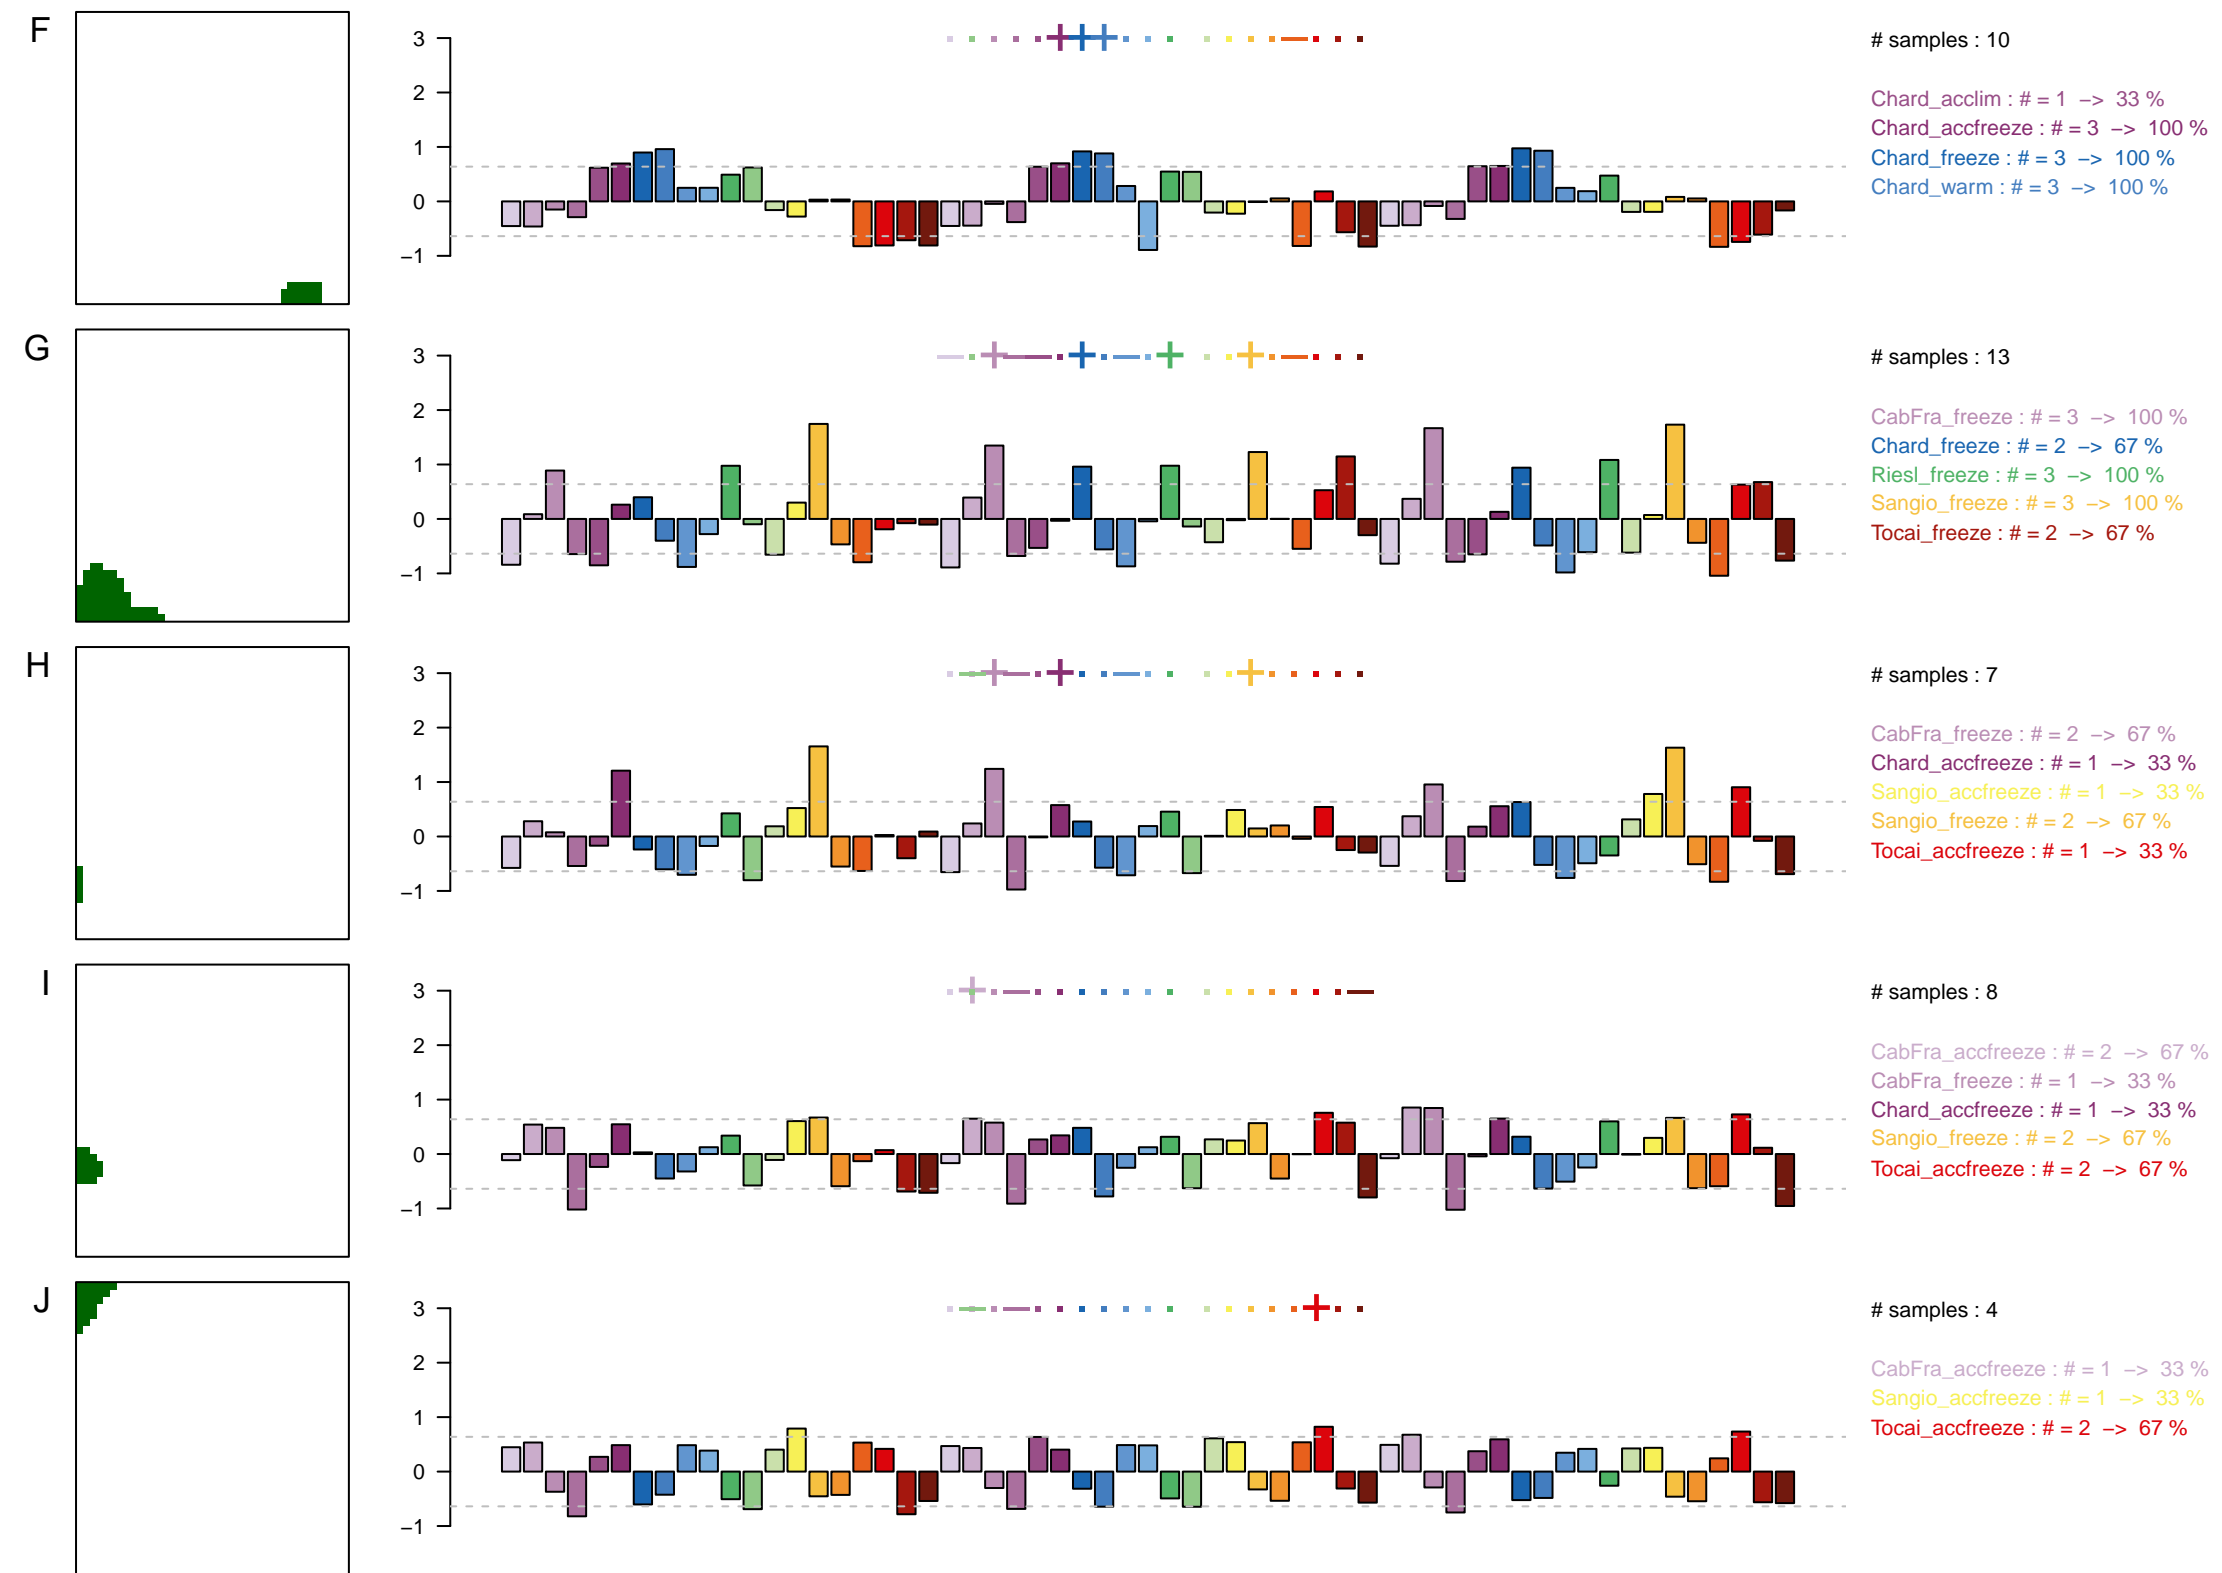 F
3
2
1
0
−1
# samples : 10
Chard_acclim : # = 1 −> 33 %
Chard_accfreeze : # = 3 −> 100 %
Chard_freeze : # = 3 −> 100 %
Chard_warm : # = 3 −> 100 %
G
3
2
1
0
−1
# samples : 13
CabFra_freeze : # = 3 −> 100 %
Chard_freeze : # = 2 −> 67 %
Riesl_freeze : # = 3 −> 100 %
Sangio_freeze : # = 3 −> 100 %
Tocai_freeze : # = 2 −> 67 %
H
3
2
1
0
−1
# samples : 7
CabFra_freeze : # = 2 −> 67 %
Chard_accfreeze : # = 1 −> 33 %
Sangio_accfreeze : # = 1 −> 33 %
Sangio_freeze : # = 2 −> 67 %
Tocai_accfreeze : # = 1 −> 33 %
I
3
2
1
0
−1
# samples : 8
CabFra_accfreeze : # = 2 −> 67 %
CabFra_freeze : # = 1 −> 33 %
Chard_accfreeze : # = 1 −> 33 %
Sangio_freeze : # = 2 −> 67 %
Tocai_accfreeze : # = 2 −> 67 %
J
3
2
1
0
−1
# samples : 4
CabFra_accfreeze : # = 1 −> 33 %
Sangio_accfreeze : # = 1 −> 33 %
Tocai_accfreeze : # = 2 −> 67 %